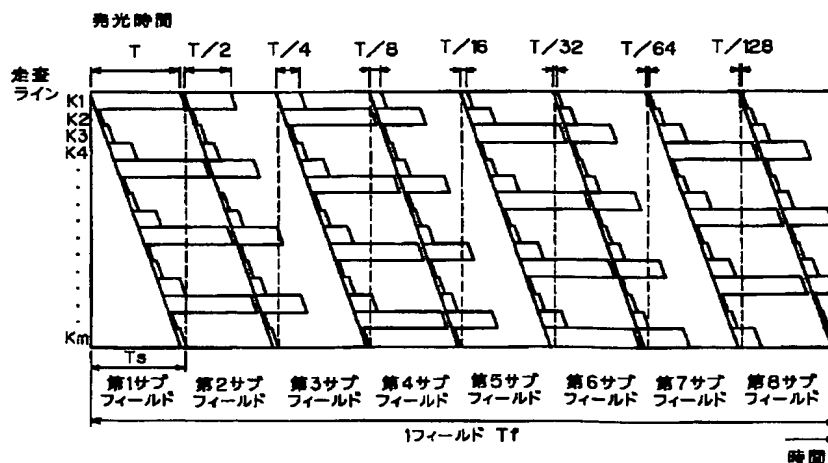 発光時間
T T/2 T/4 T/8 T/16 T/32 T/64 T/128
走査
ライン
K1
K2
K3
K4
Km
Ts
第1サブ
フィールド
第2サブ
フィールド
第3サブ
フィールド
第4サブ
フィールド
第5サブ
フィールド
第6サブ
フィールド
第7サブ
フィールド
第8サブ
フィールド
1フィールド Tf
時間